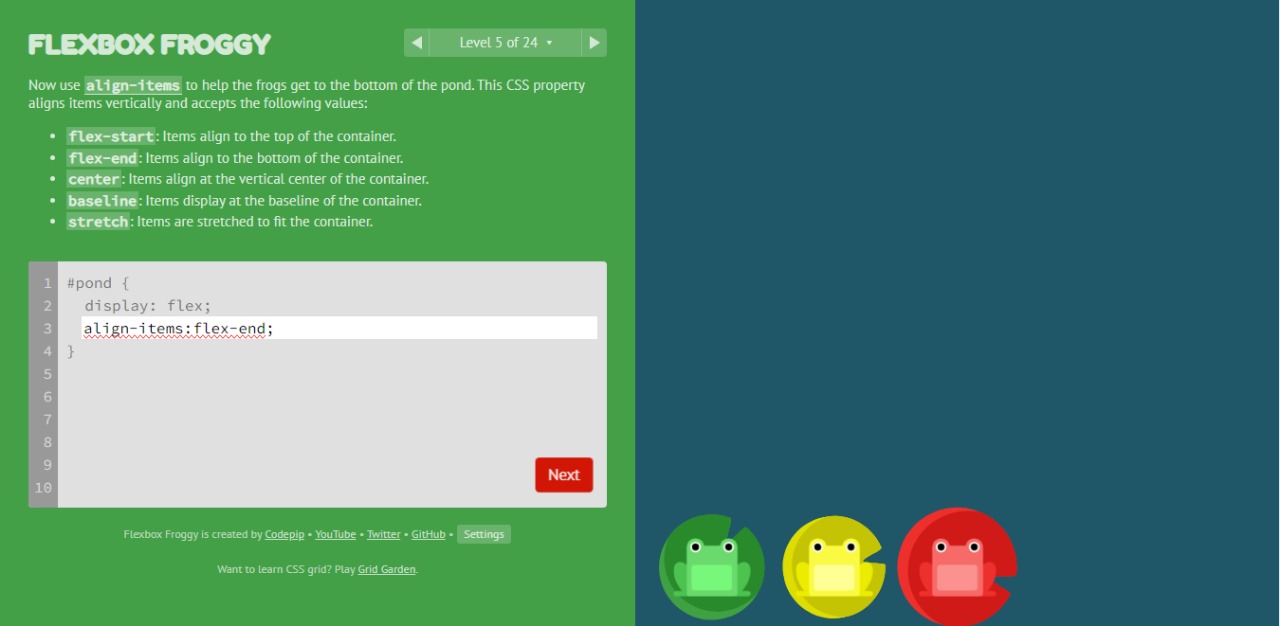 FLEXBOX FROGGY
Level 5 of 24
Now use align-items to help the frogs get to the bottom of the pond. This CSS property
aligns items vertically and accepts the following values:
• flex-start: Items align to the top of the container.
• flex-end: Items align to the bottom of the container.
• center: Items align at the vertical center of the container.
• baseline: Items display at the baseline of the container.
• stretch: Items are stretched to fit the container.
1 #pond {
2 display: flex;
3 align-items:flex-end;
4 }
5
6
7
8
9
10
Next
Flexbox Froggy is created by Codepip • YouTube • Twitter • GitHub • Settings
Want to learn CSS grid? Play Grid Garden.